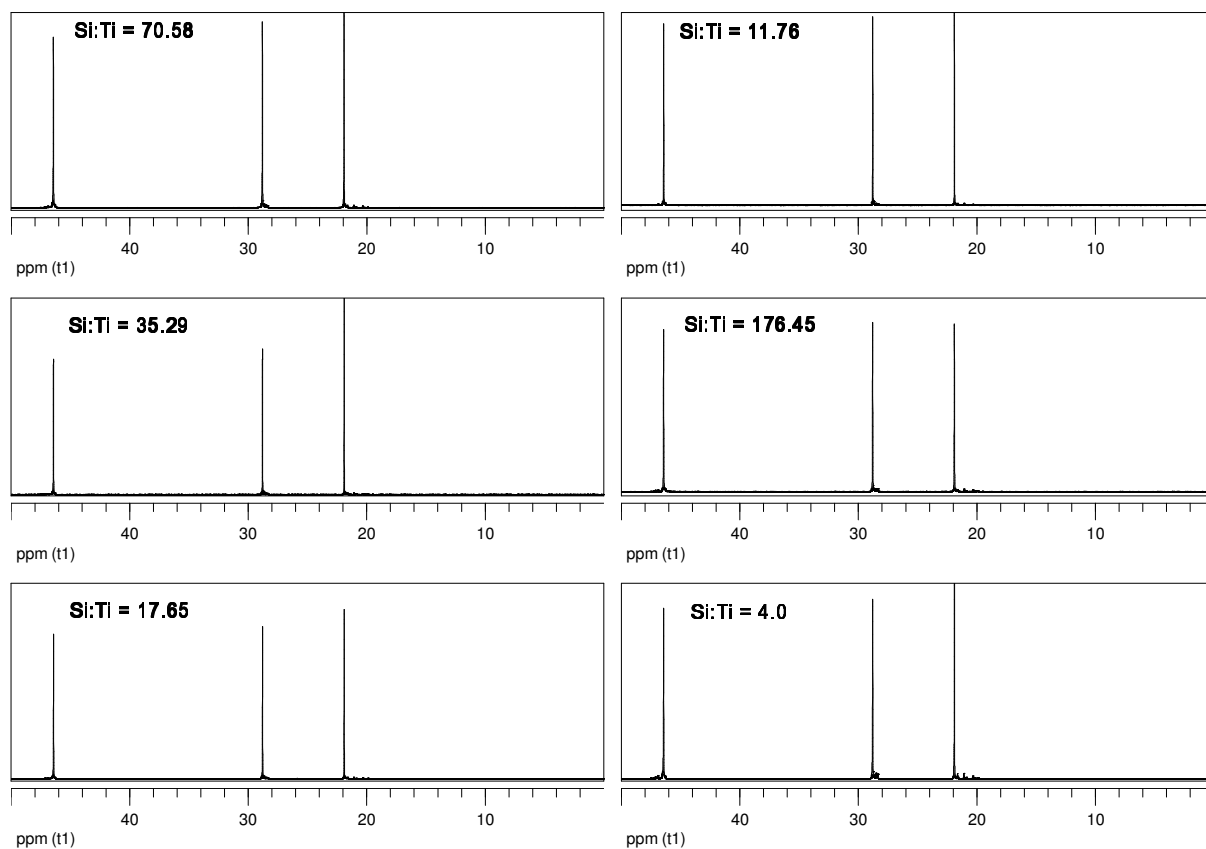 Si:Ti = 70.58
40 30 20 10
ppm (t1)
Si:Ti = 11.76
40 30 20 10
ppm (t1)
Si:Ti = 35.29
40 30 20 10
ppm (t1)
Si:Ti = 176.45
40 30 20 10
ppm (t1)
Si:Ti = 17.65
40 30 20 10
ppm (t1)
Si:Ti = 4.0
40 30 20 10
ppm (t1)